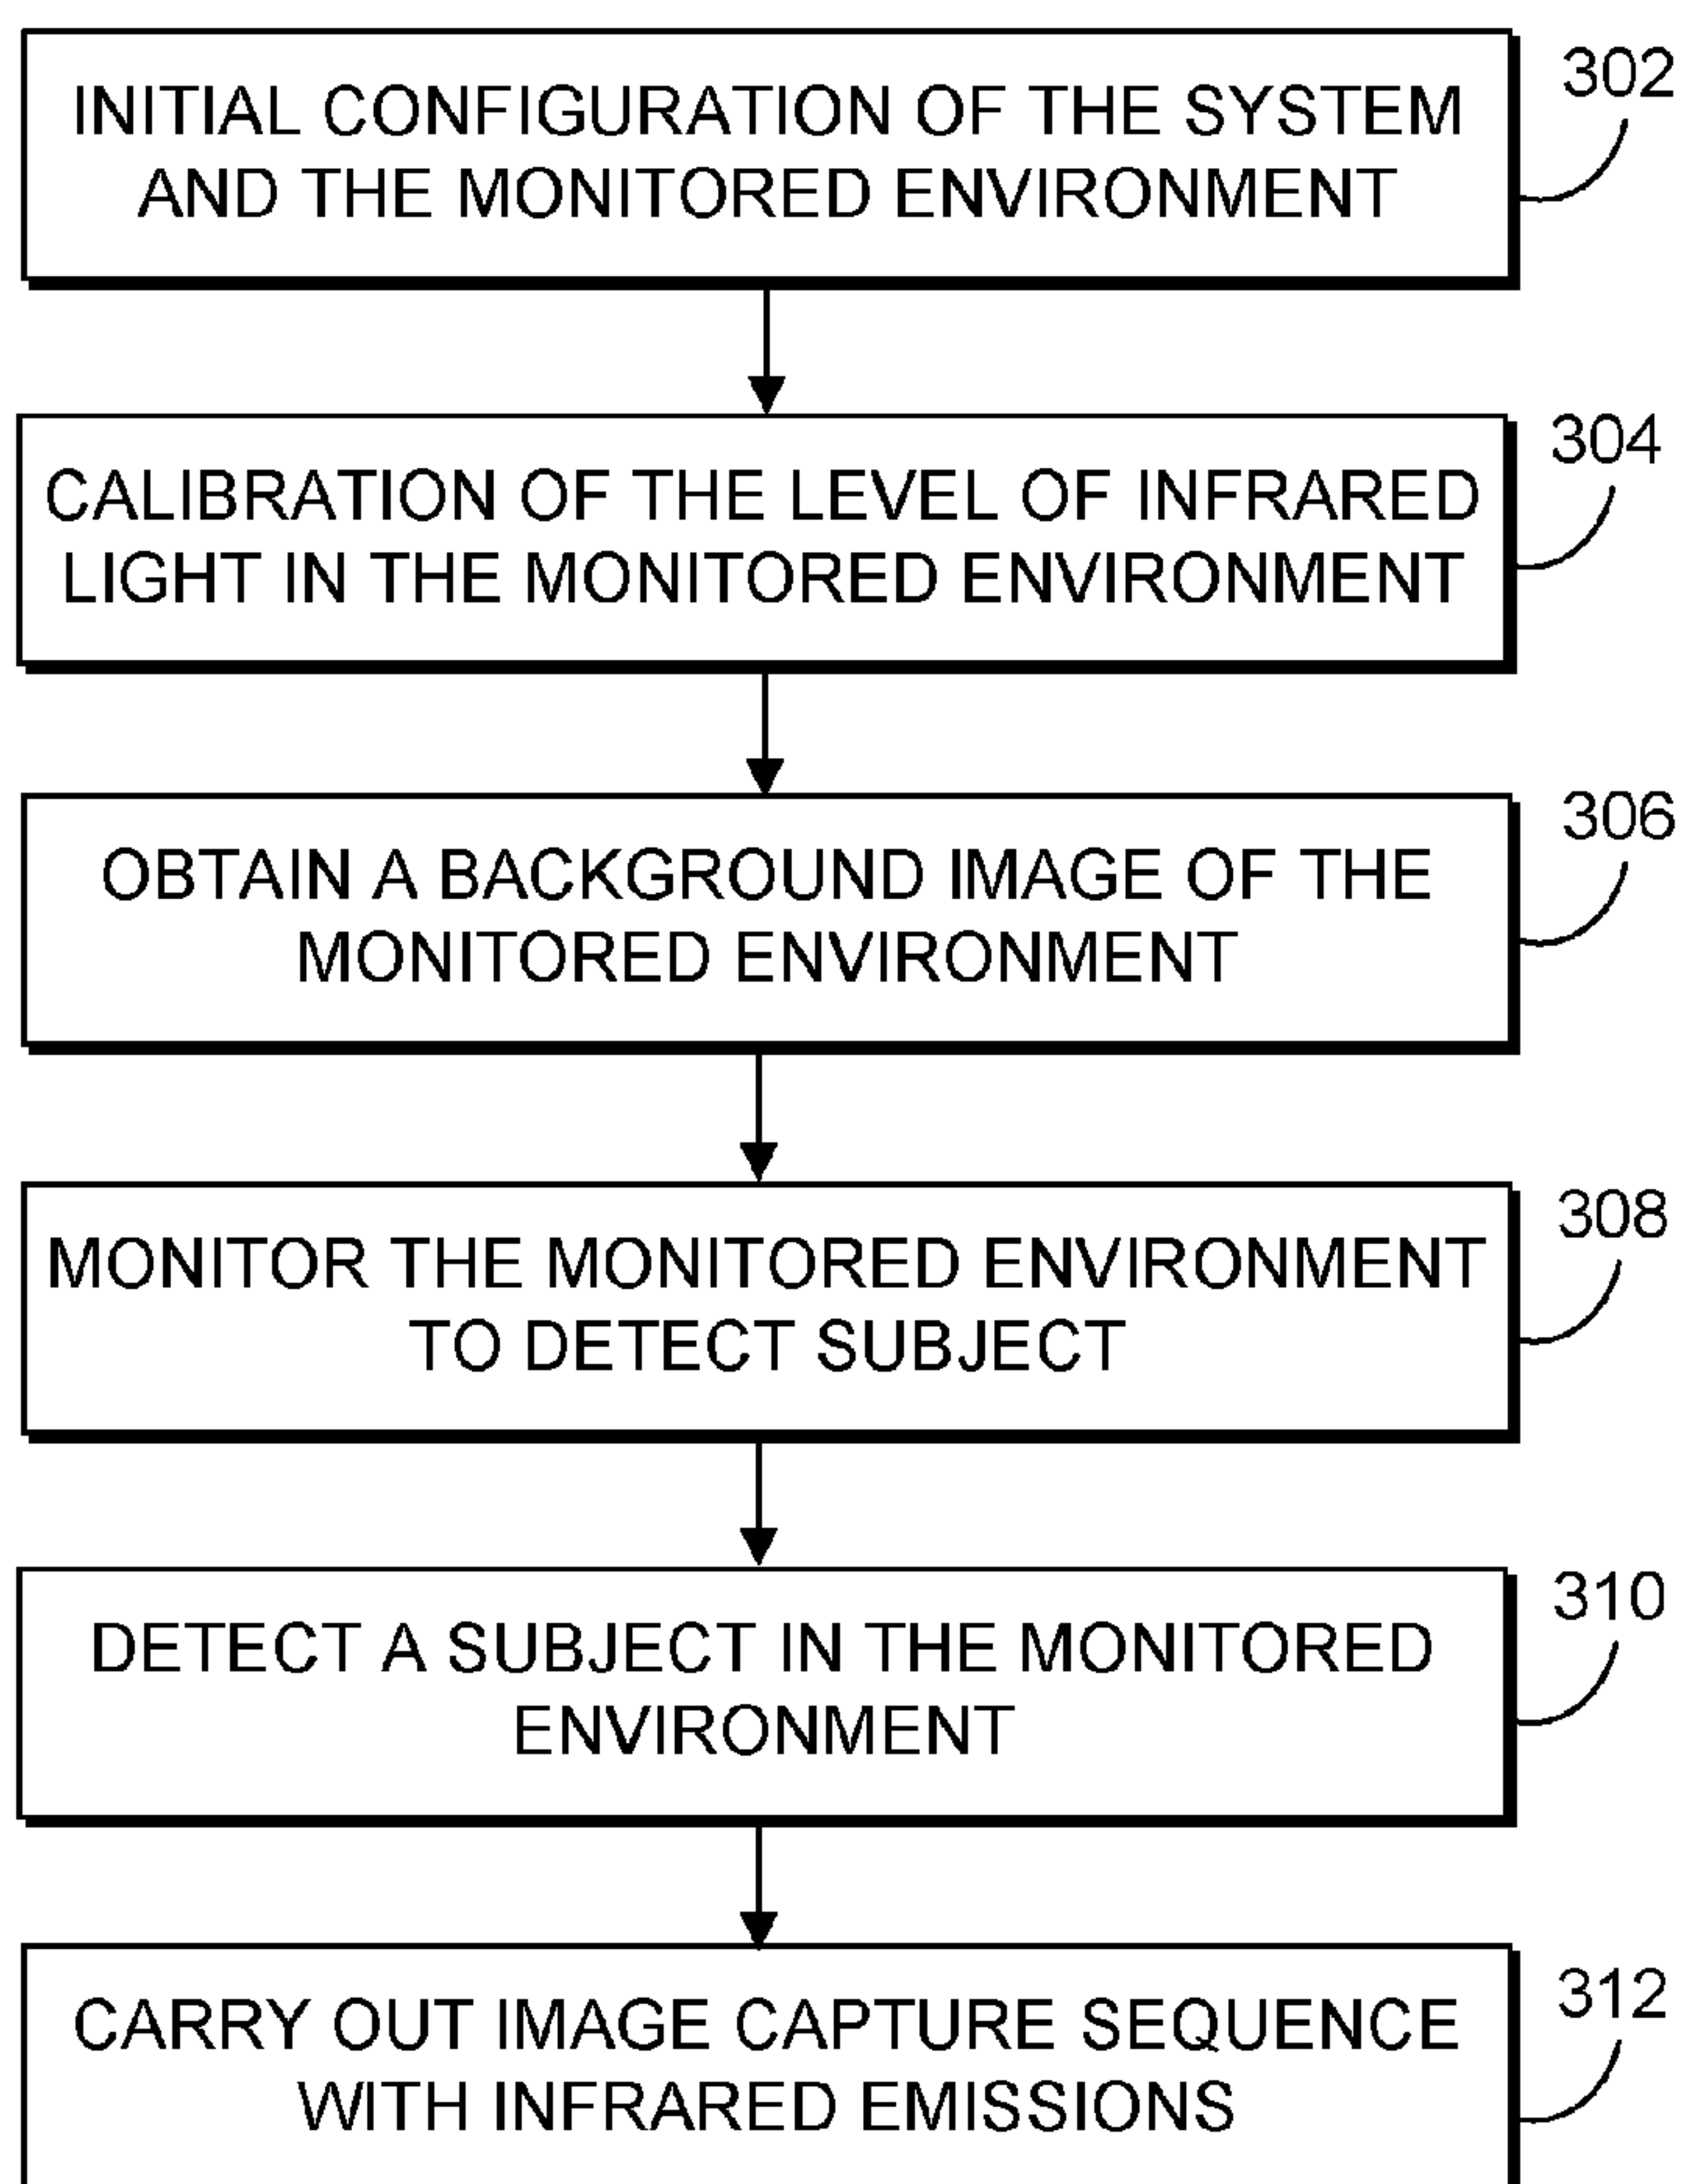 INITIAL CONFIGURATION OF THE SYSTEM
AND THE MONITORED ENVIRONMENT
302
CALIBRATION OF THE LEVEL OF INFRARED
LIGHT IN THE MONITORED ENVIRONMENT
304
OBTAIN A BACKGROUND IMAGE OF THE
MONITORED ENVIRONMENT
306
MONITOR THE MONITORED ENVIRONMENT
TO DETECT SUBJECT
308
DETECT A SUBJECT IN THE MONITORED
ENVIRONMENT
310
CARRY OUT IMAGE CAPTURE SEQUENCE
WITH INFRARED EMISSIONS
312